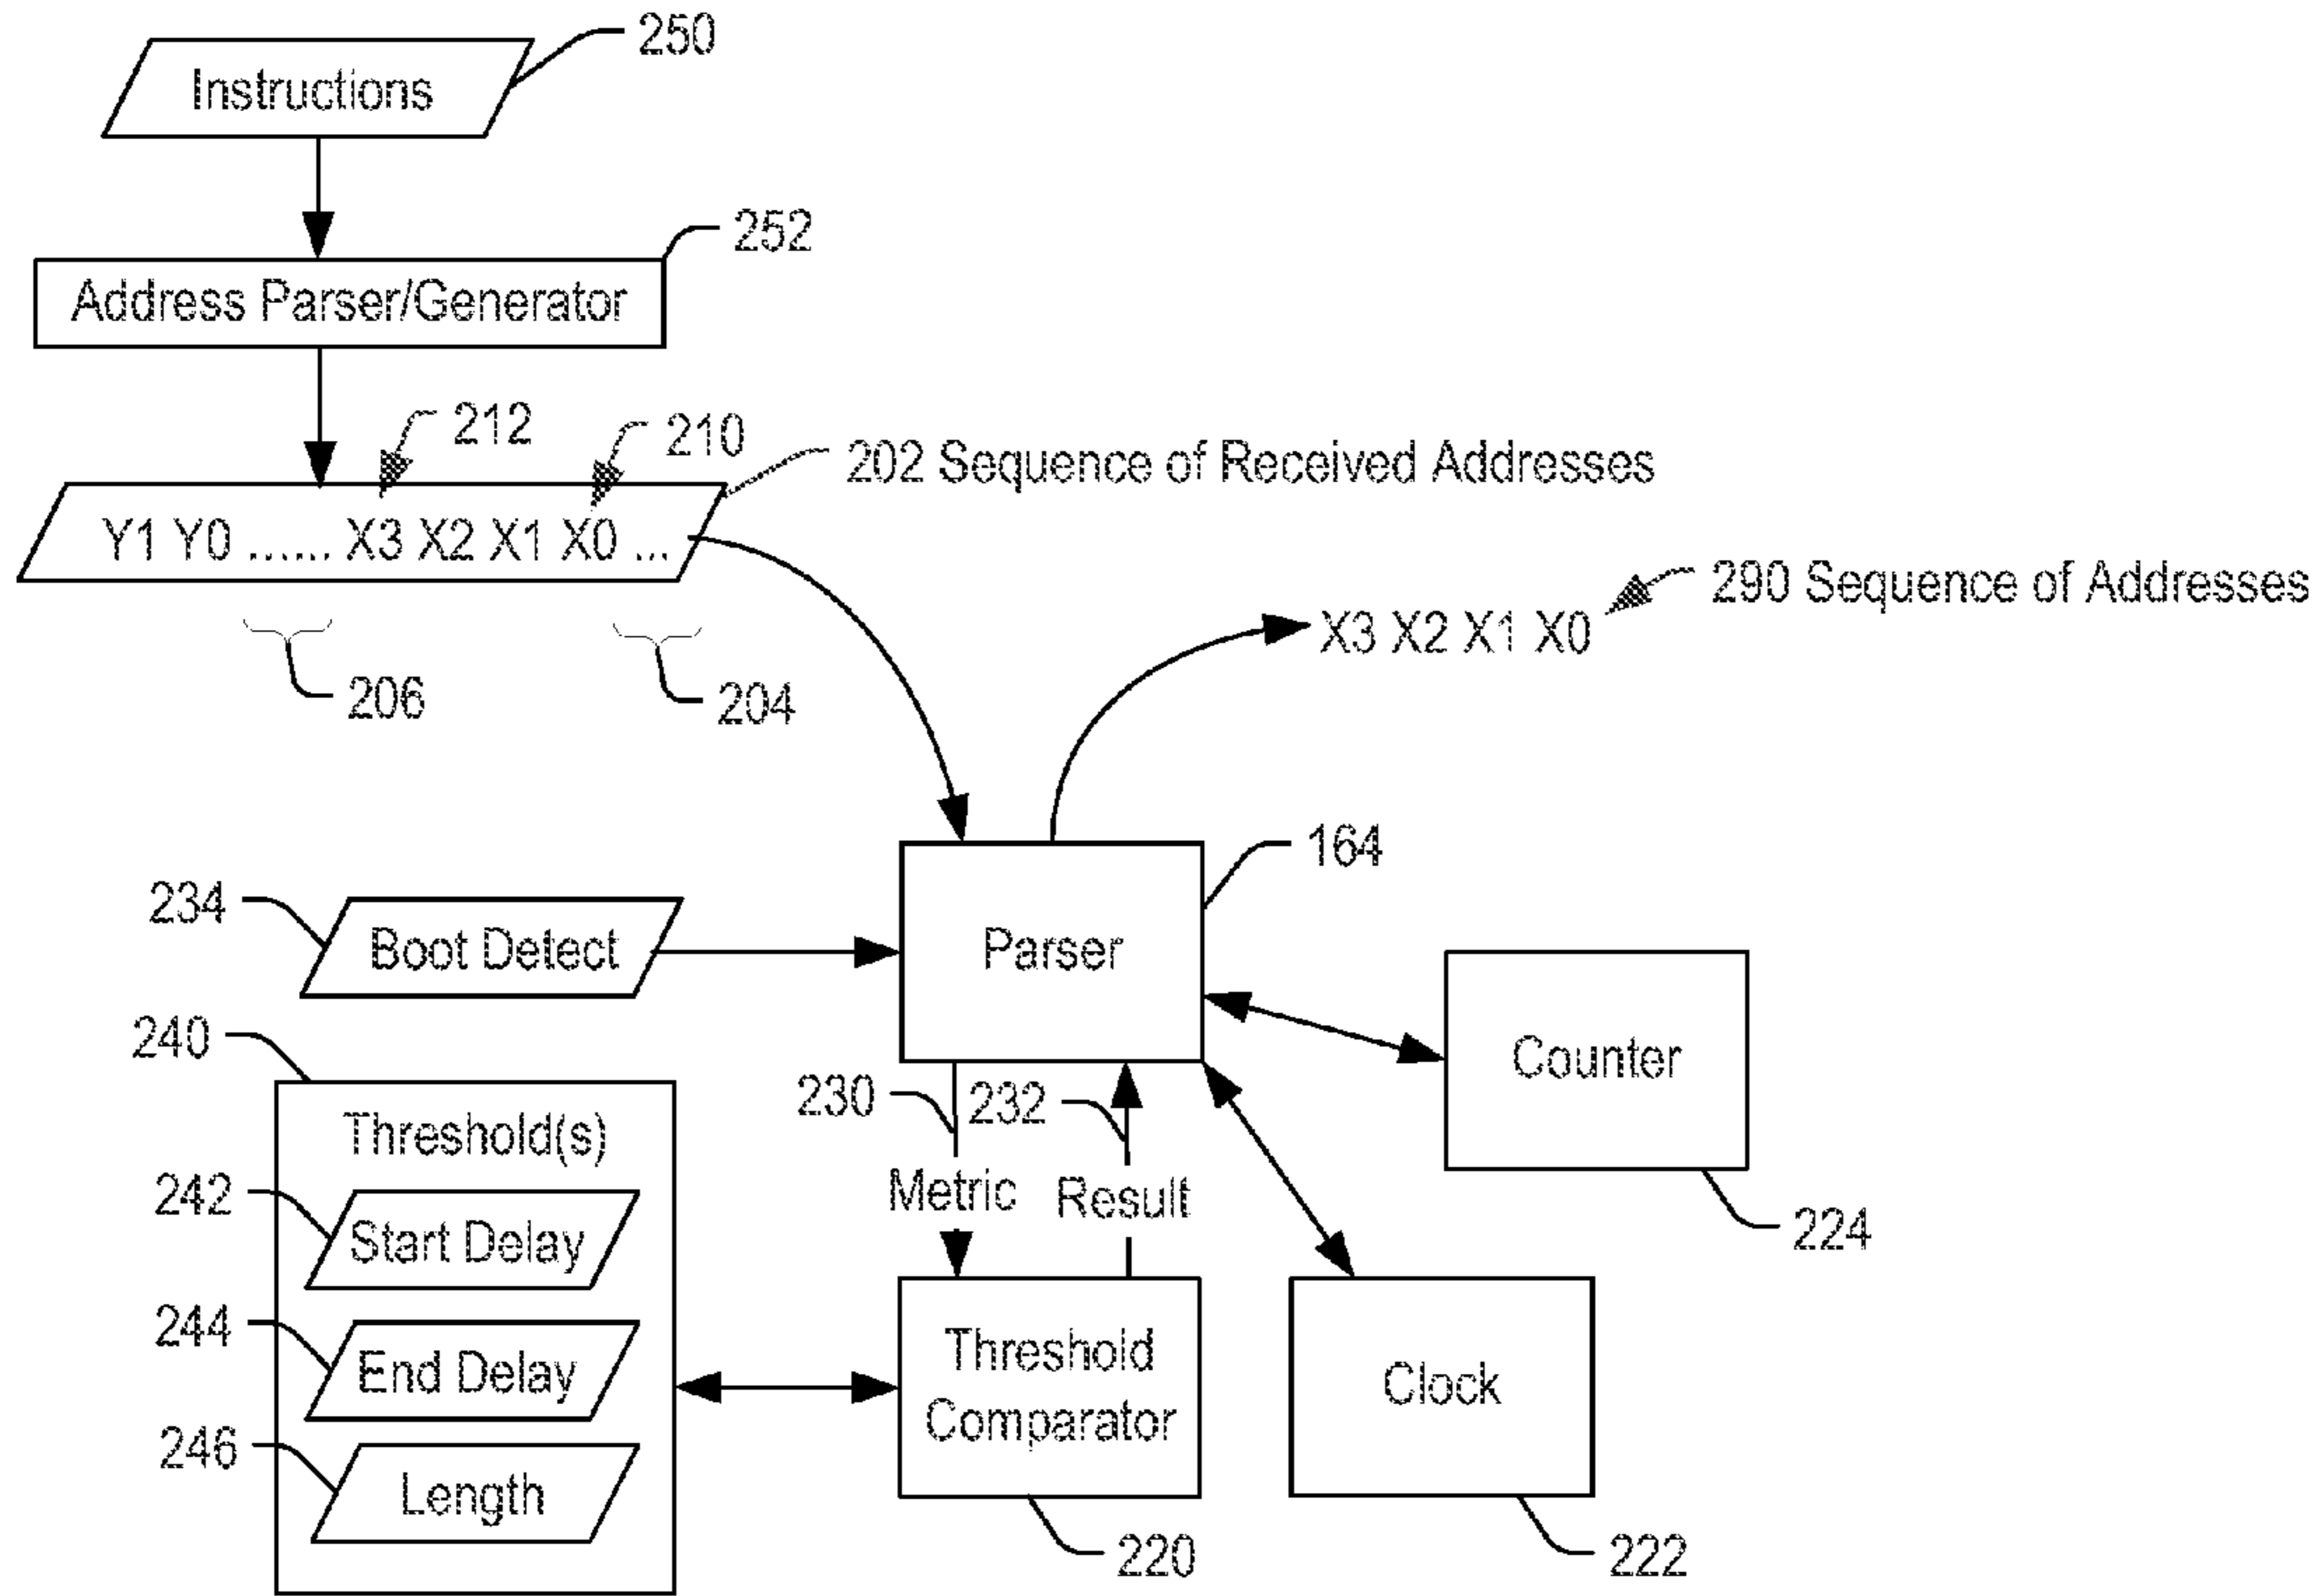 250
Instructions
252
Address Parser/Generator
212
210
202 Sequence of Received Addresses
Y1 Y0 ...... X3 X2 X1 X0 ...
290 Sequence of Addresses
X3 X2 X1 X0
206
204
164
234
Boot Detect
Parser
240
Counter
230
232
Threshold(s)
242
Metric
Result
Start Delay
224
244
End Delay
Threshold
Comparator
Clock
246
Length
220
222